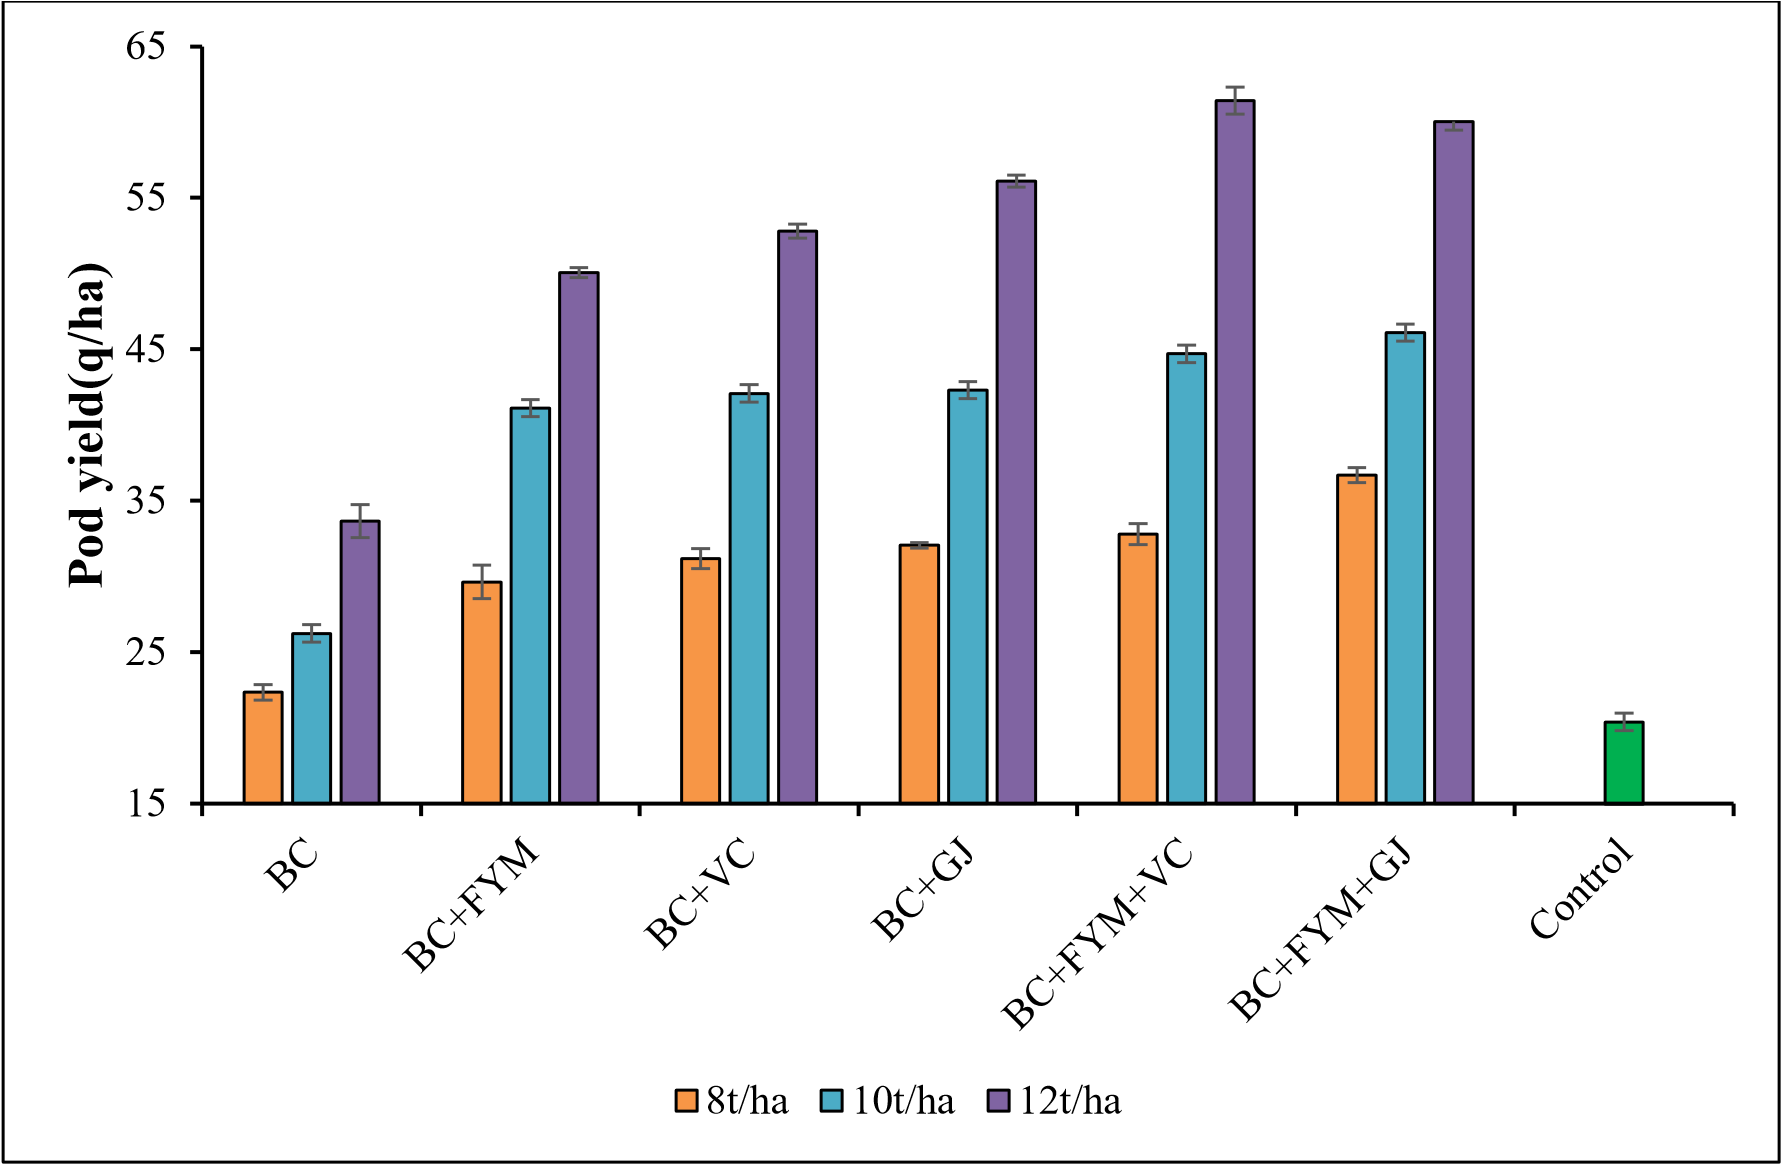 Pod yield(q/ha)
65
55
45
35
25
15
BC
BC+FYM
BC+VC
BC+GJ
BC+FYM+VC
BC+FYM+GJ
Control
8t/ha
10t/ha
12t/ha